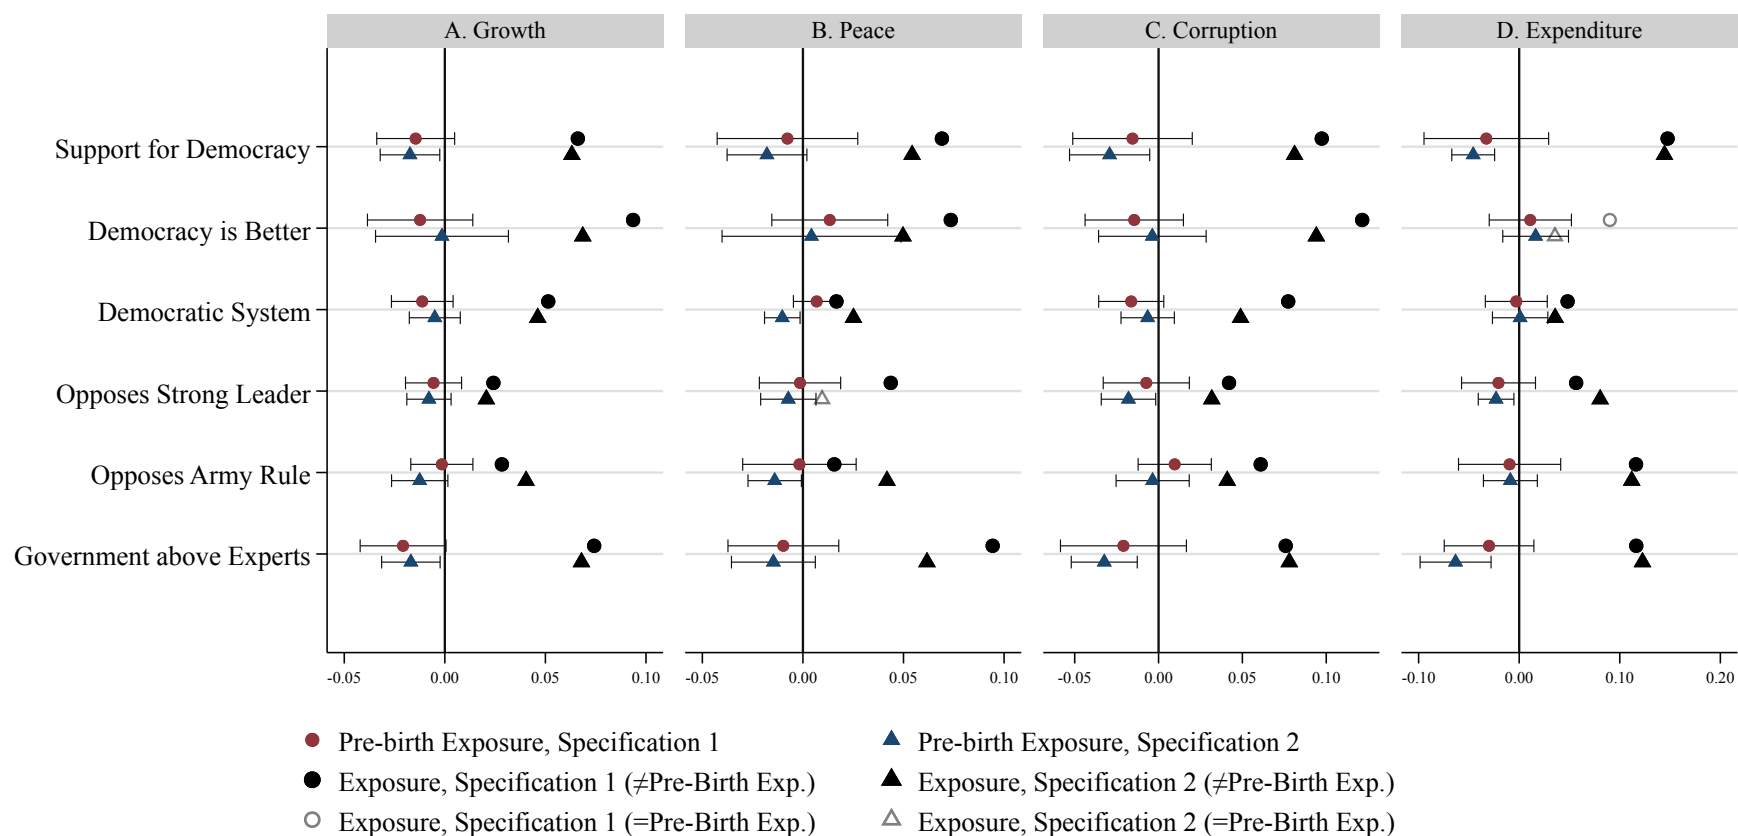 A. Growth
B. Peace
C. Corruption
D. Expenditure
Support for Democracy
Democracy is Better
Democratic System
Opposes Strong Leader
Opposes Army Rule
Government above Experts
-0.05 0.00 0.05 0.10
-0.05 0.00 0.05 0.10
-0.05 0.00 0.05 0.10
-0.10 0.00 0.10 0.20
Pre-birth Exposure, Specification 1
Pre-birth Exposure, Specification 2
Exposure, Specification 1 (≠Pre-Birth Exp.)
Exposure, Specification 2 (≠Pre-Birth Exp.)
Exposure, Specification 1 (=Pre-Birth Exp.)
Exposure, Specification 2 (=Pre-Birth Exp.)